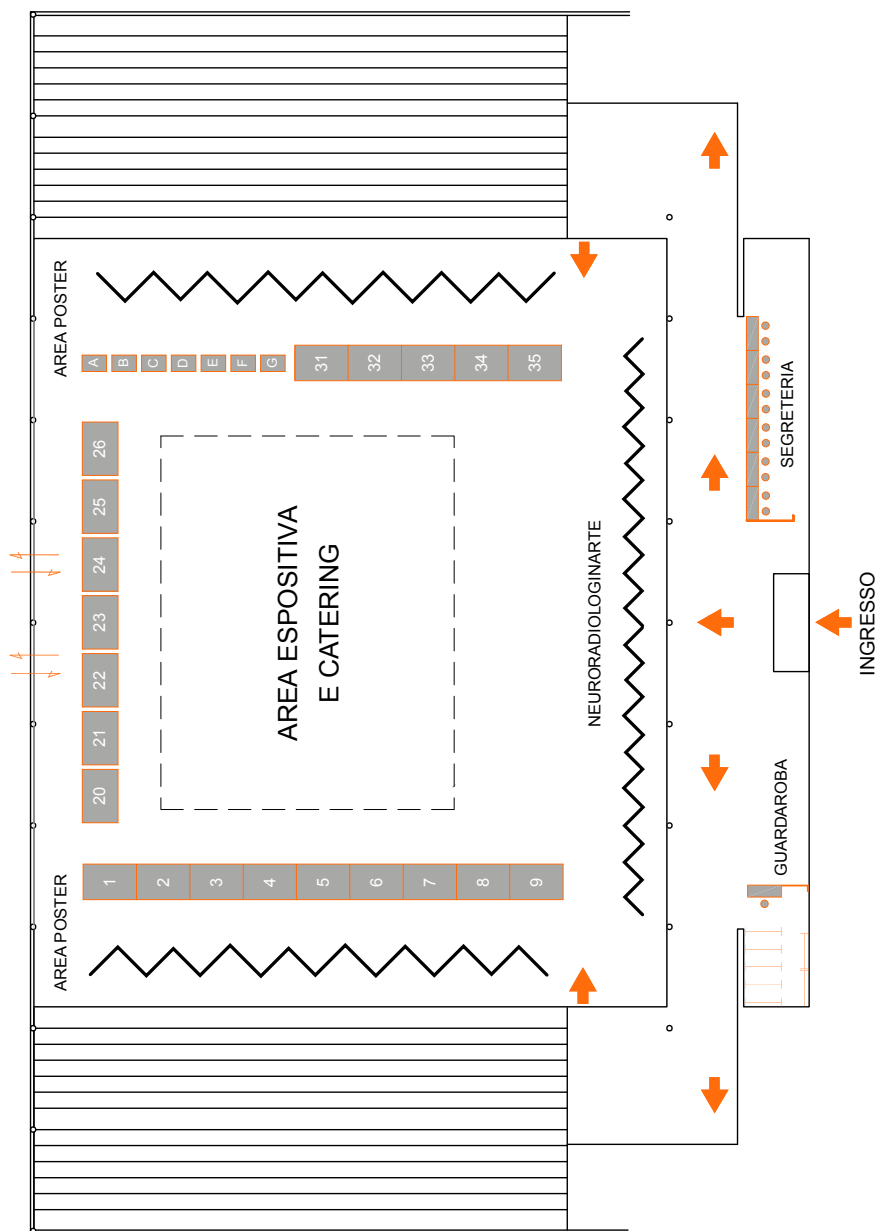 AREA POSTER
AREA POSTER
1
2
3
4
5
6
7
8
9
20
21
22
23
24
25
26
A
B
C
D
E
F
G
31
32
33
34
35
AREA ESPOSITIVA
E CATERING
NEURORADIOLOGINARTE
GUARDAROBA
SEGRETERIA
INGRESSO